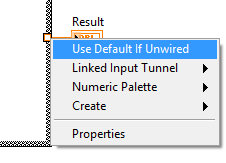 Result
Use Default If Unwired
Linked Input Tunnel
Numeric Palette
Create
Properties